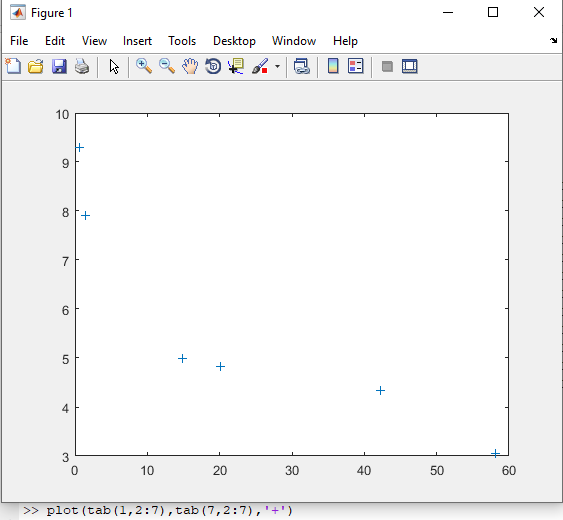 Figure 1
File Edit View Insert Tools Desktop Window Help
10
9
8
7
6
5
4
3
0 10 20 30 40 50 60
>> plot(tab(1,2:7),tab(7,2:7),'+')